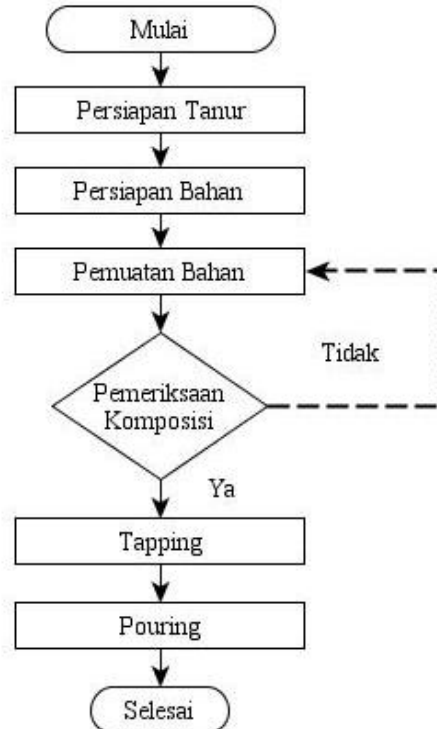 Mulai
Persiapan Tanur
Persiapan Bahan
Pemuatan Bahan
Tidak
Pemeriksaan
Komposisi
Ya
Tapping
Pouring
Selesai